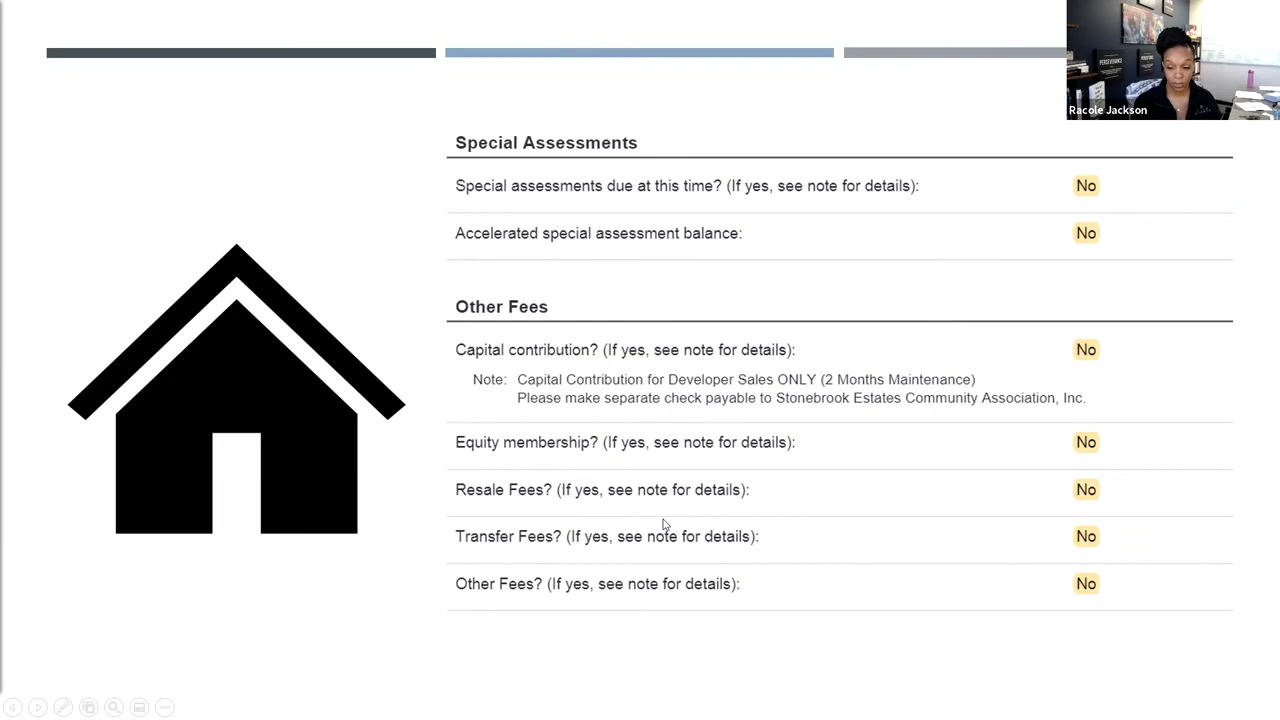 PERSEVERANCE
Racole Jackson
Special Assessments
Special assessments due at this time? (If yes, see note for details): No
Accelerated special assessment balance: No
Other Fees
Capital contribution? (If yes, see note for details): No
Note: Capital Contribution for Developer Sales ONLY (2 Months Maintenance)
Please make separate check payable to Stonebrook Estates Community Association, Inc.
Equity membership? (If yes, see note for details): No
Resale Fees? (If yes, see note for details): No
Transfer Fees? (If yes, see note for details): No
Other Fees? (If yes, see note for details): No